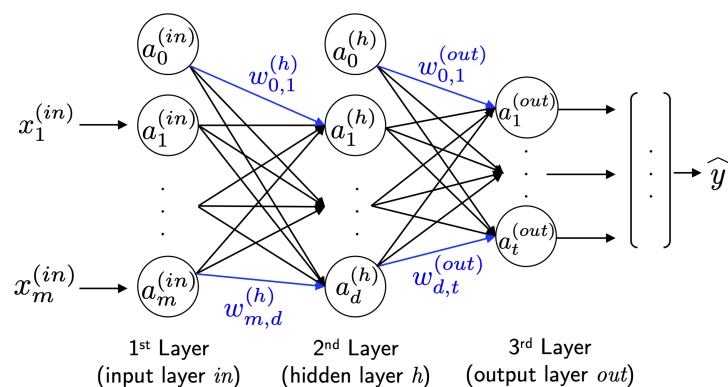 a_0^{(in)} a_0^{(h)}
w_{0,1}^{(h)} w_{0,1}^{(out)}
x_1^{(in)} a_1^{(in)} a_1^{(h)} a_1^{(out)}
ŷ
x_m^{(in)} a_m^{(in)} a_d^{(h)} a_t^{(out)}
w_{m,d}^{(h)} w_{d,t}^{(out)}
1st Layer 2nd Layer 3rd Layer
(input layer in) (hidden layer h) (output layer out)